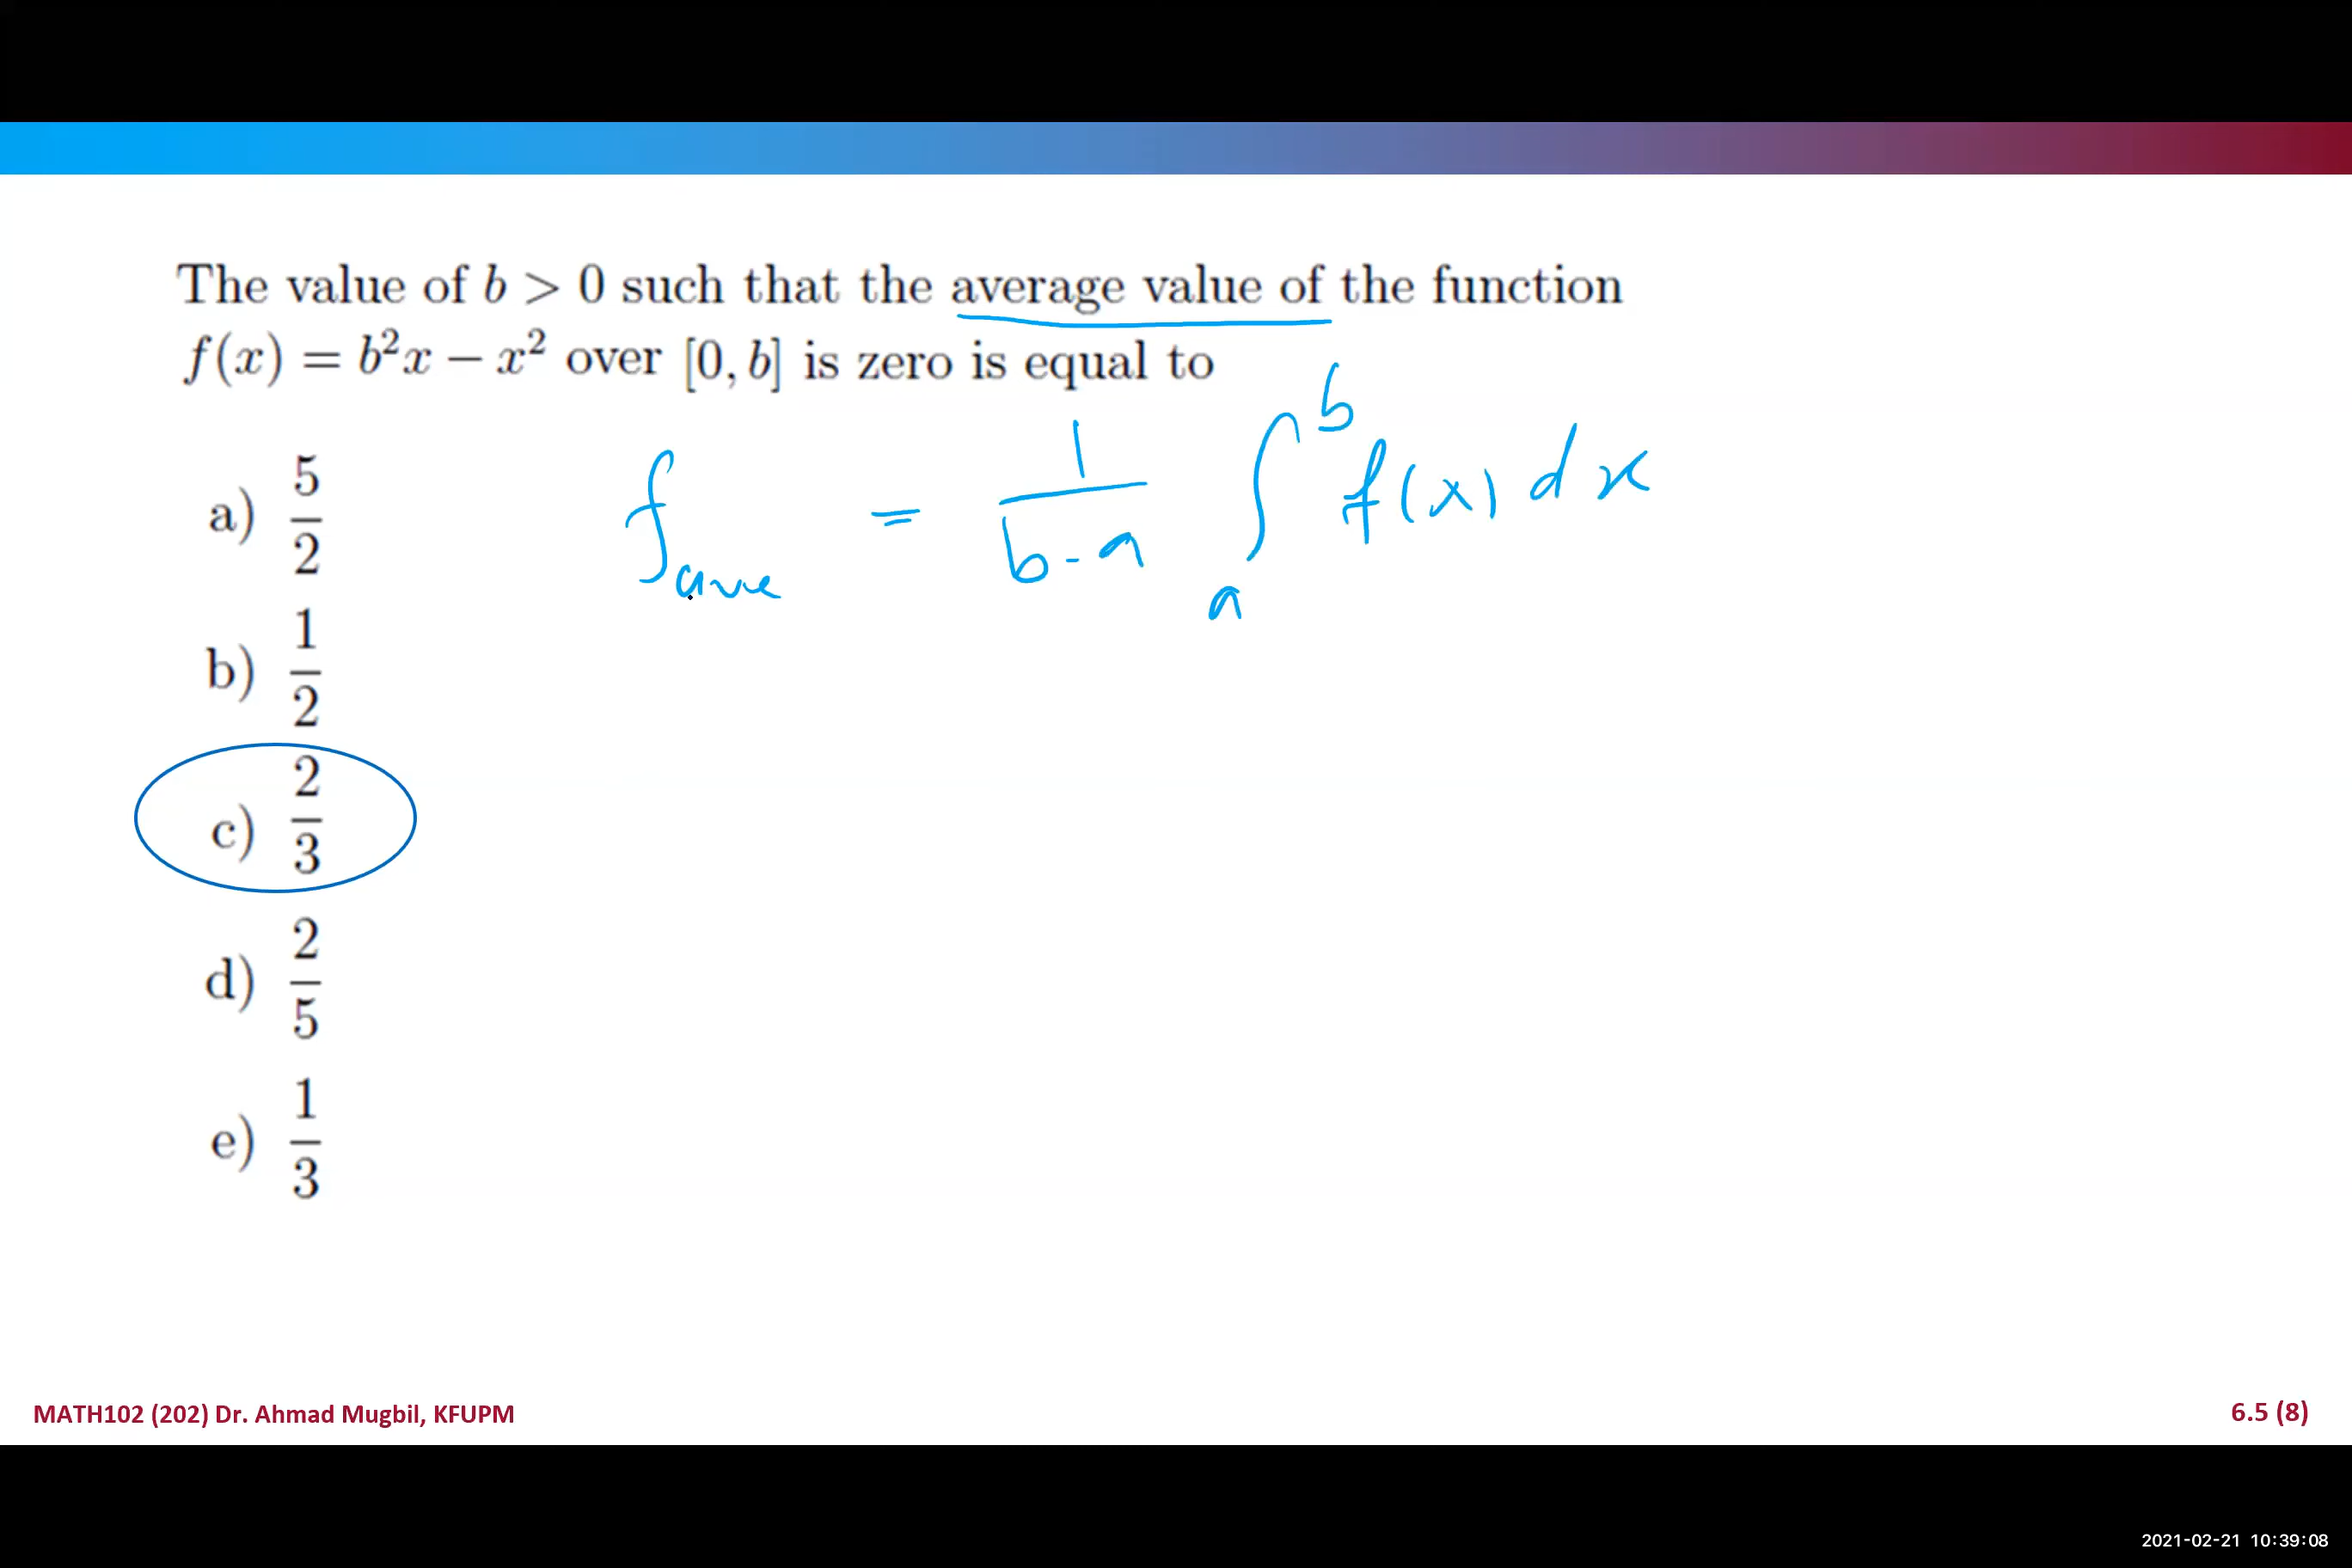 The value of b > 0 such that the average value of the function
f(x) = b²x − x² over [0, b] is zero is equal to
f_ave = 1/(b-a) ∫_a^b f(x) dx
a) 5/2
b) 1/2
c) 2/3
d) 2/5
e) 1/3
MATH102 (202) Dr. Ahmad Mugbil, KFUPM
6.5 (8)
2021-02-21 10:39:08